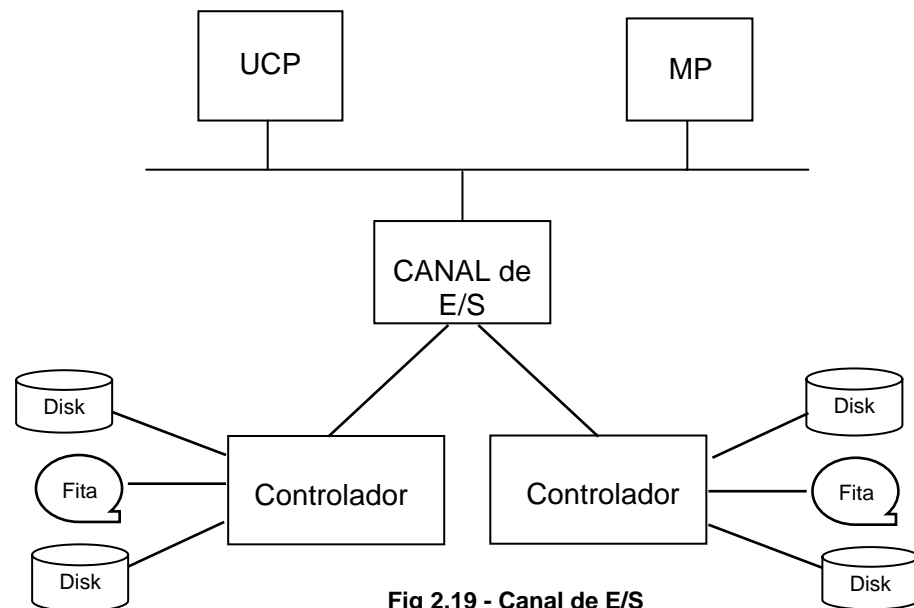 UCP
MP
CANAL de
E/S
Disk
Disk
Fita
Controlador
Controlador
Fita
Disk
Disk
Fig 2.19 - Canal de E/S